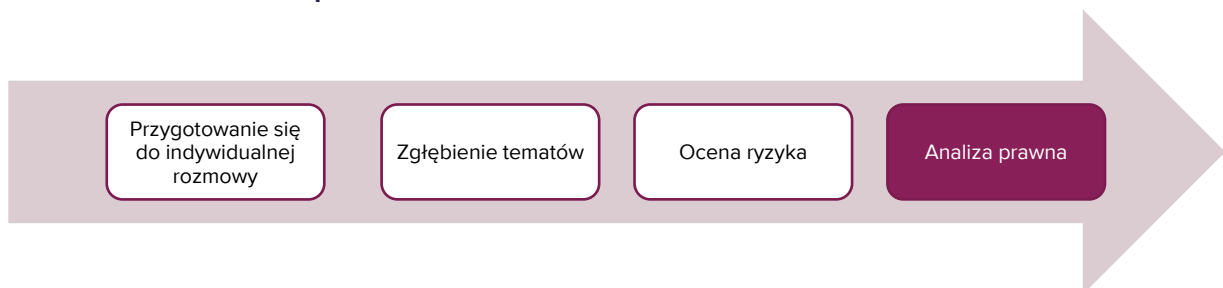 Przygotowanie się
do indywidualnej
rozmowy
Zgłębienie tematów
Ocena ryzyka
Analiza prawna